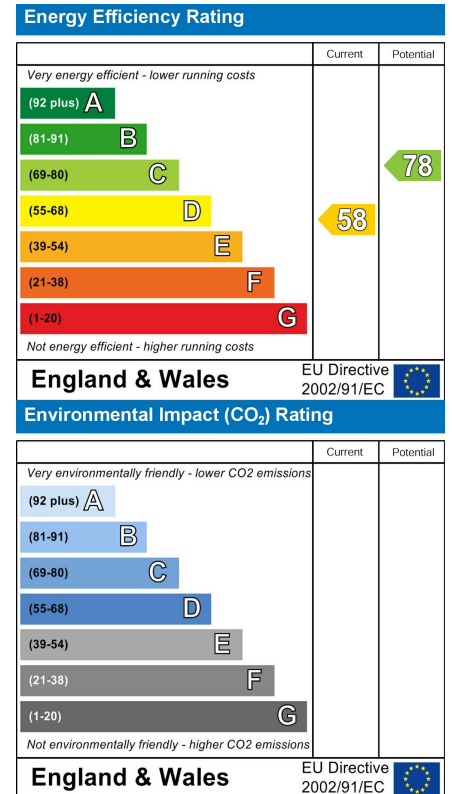 Energy Efficiency Rating
Current Potential
Very energy efficient - lower running costs
(92 plus) A
(81-91) B
(69-80) C
(55-68) D
(39-54) E
(21-38) F
(1-20) G
58
78
Not energy efficient - higher running costs
England & Wales
EU Directive
2002/91/EC
Environmental Impact (CO₂) Rating
Current Potential
Very environmentally friendly - lower CO2 emissions
(92 plus) A
(81-91) B
(69-80) C
(55-68) D
(39-54) E
(21-38) F
(1-20) G
Not environmentally friendly - higher CO2 emissions
England & Wales
EU Directive
2002/91/EC